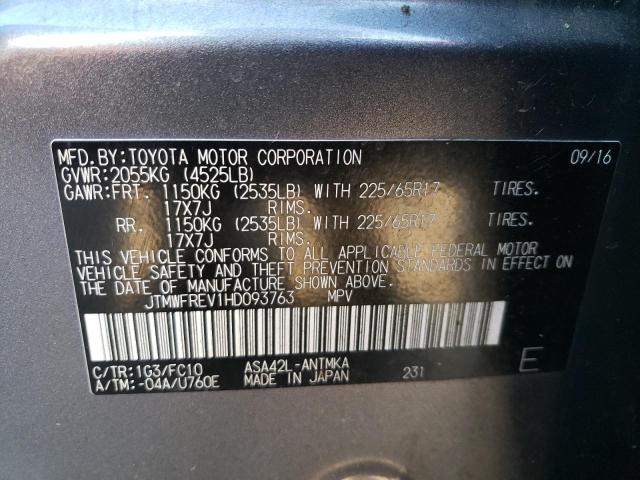 MFD.BY:TOYOTA MOTOR CORPORATION 09/16
GVWR:2055KG (4525LB)
GAWR:FRT. 1150KG (2535LB) WITH 225/65R17 TIRES.
17X7J RIMS.
RR. 1150KG (2535LB) WITH 225/65R17 TIRES.
17X7J RIMS.
THIS VEHICLE CONFORMS TO ALL APPLICABLE FEDERAL MOTOR
VEHICLE SAFETY AND THEFT PREVENTION STANDARDS IN EFFECT ON
THE DATE OF MANUFACTURE SHOWN ABOVE.
JTMWFREV1HD093763 MPV
C/TR:1G3/FC10 ASA42L-ANTMKA 231 E
A/TM:-04A/U760E MADE IN JAPAN